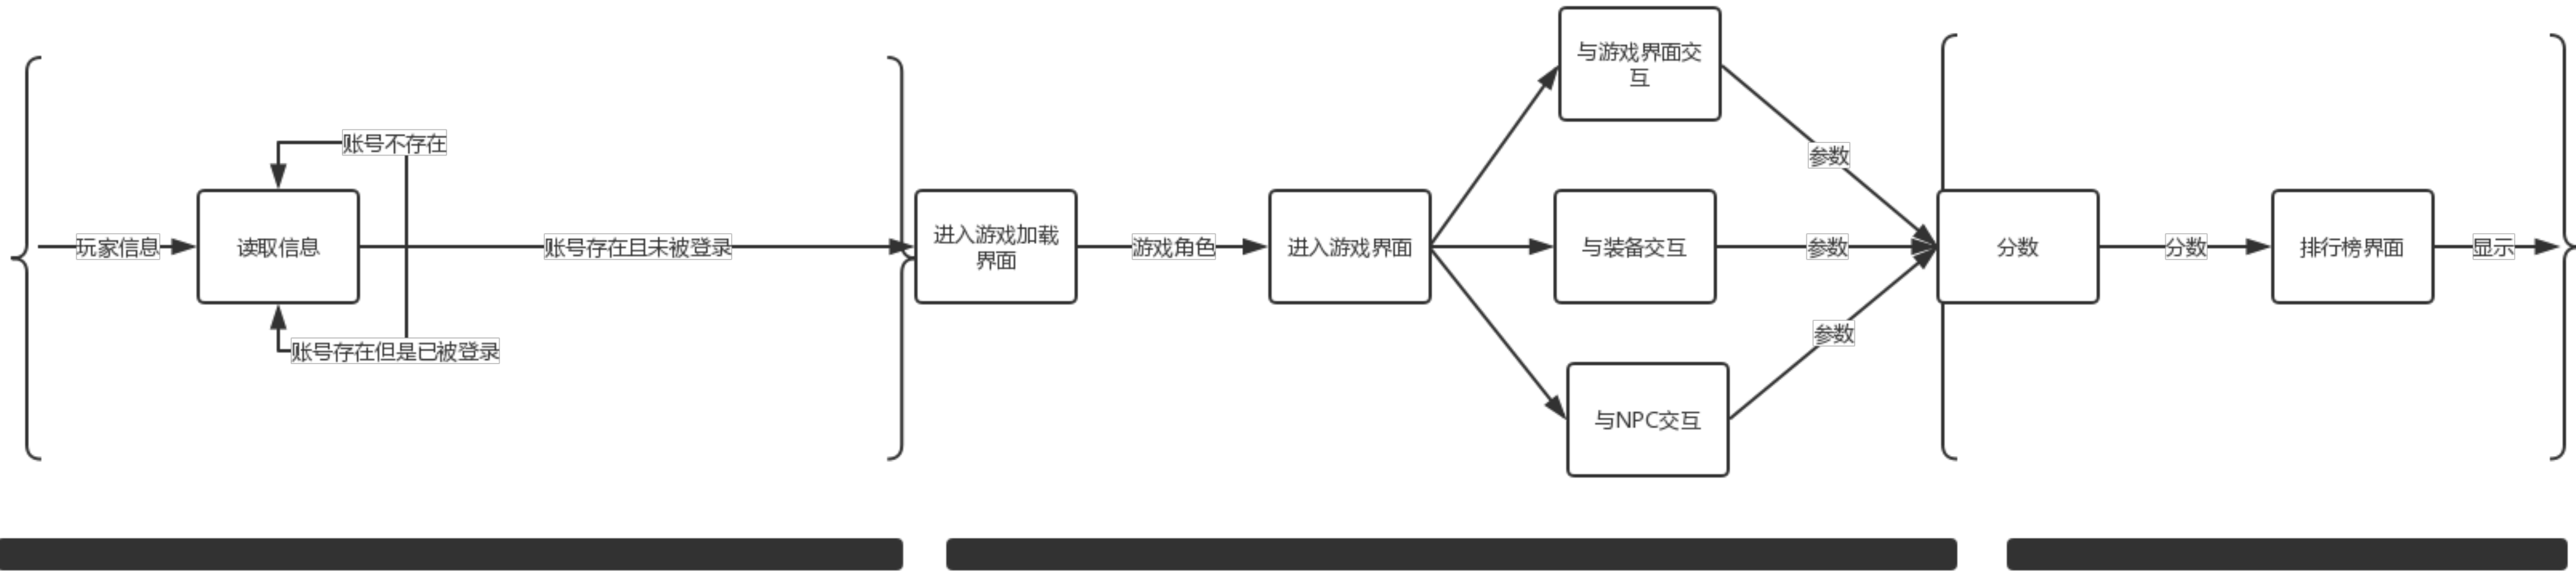 玩家信息
读取信息
账号不存在
账号存在但是已被登录
账号存在且未被登录
进入游戏加载
界面
游戏角色
进入游戏界面
与游戏界面交
互
与装备交互
与NPC交互
参数
参数
参数
分数
分数
排行榜界面
显示